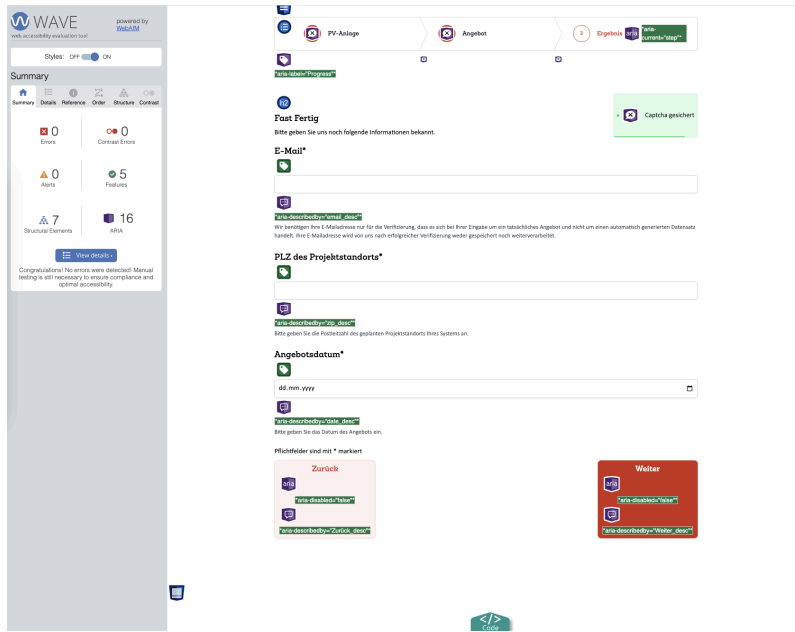 WAVE
web accessibility evaluation tool
powered by
WebAIM
Styles: OFF ON
Summary
Summary Details Reference Order Structure Contrast
0
Errors
0
Contrast Errors
0
Alerts
5
Features
7
Structural Elements
16
ARIA
View details ›
Congratulations! No errors were detected! Manual
testing is still necessary to ensure compliance and
optimal accessibility.
PV-Anlage
Angebot
3 Ergebnis aria *aria-
current="step"*
*aria-label="Progress"*
h2
Fast Fertig
Bitte geben Sie uns noch folgende Informationen bekannt.
Captcha gesichert
E-Mail*
*aria-describedby="email_desc"*
Wir benötigen Ihre E-Mailadresse nur für die Verifizierung, dass es sich bei Ihrer Eingabe um ein tatsächliches Angebot und nicht um einen automatisch generierten Datensatz
handelt. Ihre E-Mailadresse wird von uns nach erfolgreicher Verifizierung weder gespeichert noch weiterverarbeitet.
PLZ des Projektstandorts*
*aria-describedby="zip_desc"*
Bitte geben Sie die Postleitzahl des geplanten Projektstandorts Ihres Systems an.
Angebotsdatum*
dd.mm.yyyy
*aria-describedby="date_desc"*
Bitte geben Sie das Datum des Angebots ein.
Pflichtfelder sind mit * markiert
Zurück
aria
*aria-disabled="false"*
*aria-describedby="Zurück_desc"*
Weiter
aria
*aria-disabled="false"*
*aria-describedby="Weiter_desc"*
</>
Code